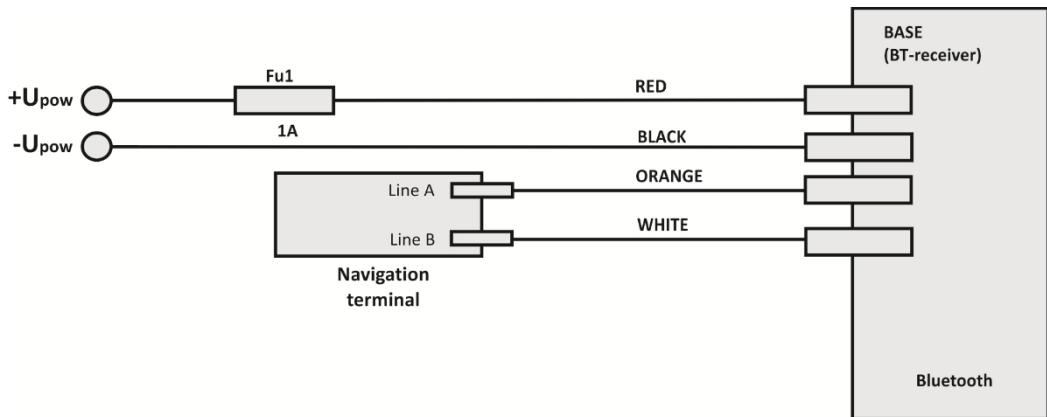 BASE
(BT-receiver)
Fu1
+Upow
RED
1A
-Upow
BLACK
Line A
ORANGE
Line B
WHITE
Navigation
terminal
Bluetooth